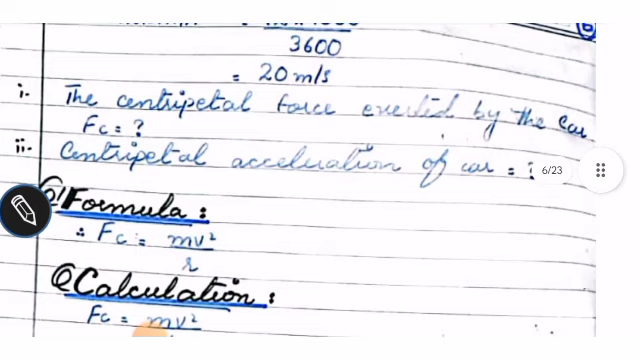 3600
= 20 m/s
i. The centripetal force exerted by the car
Fc = ?
ii. Centripetal acceleration of car = ?
6/23
Formula:
∴ Fc = mv²
r
Calculation:
Fc = mv²